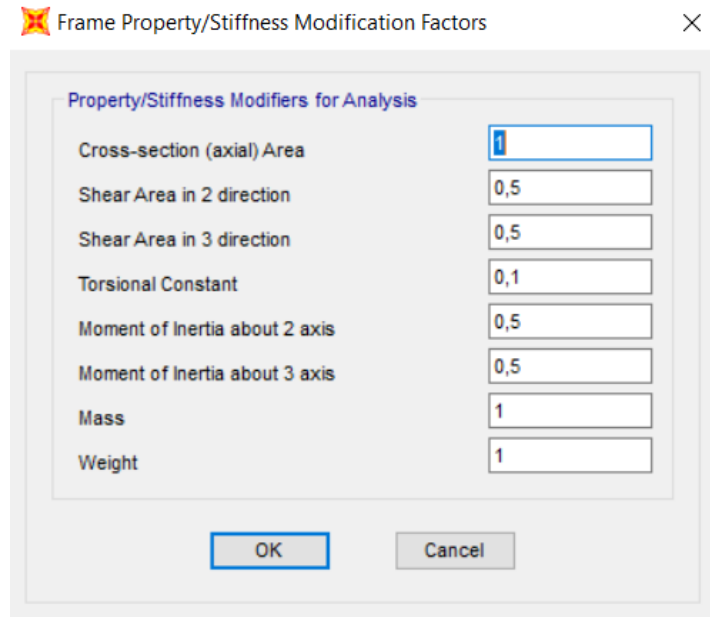 Frame Property/Stiffness Modification Factors
Property/Stiffness Modifiers for Analysis
Cross-section (axial) Area 1
Shear Area in 2 direction 0,5
Shear Area in 3 direction 0,5
Torsional Constant 0,1
Moment of Inertia about 2 axis 0,5
Moment of Inertia about 3 axis 0,5
Mass 1
Weight 1
OK Cancel